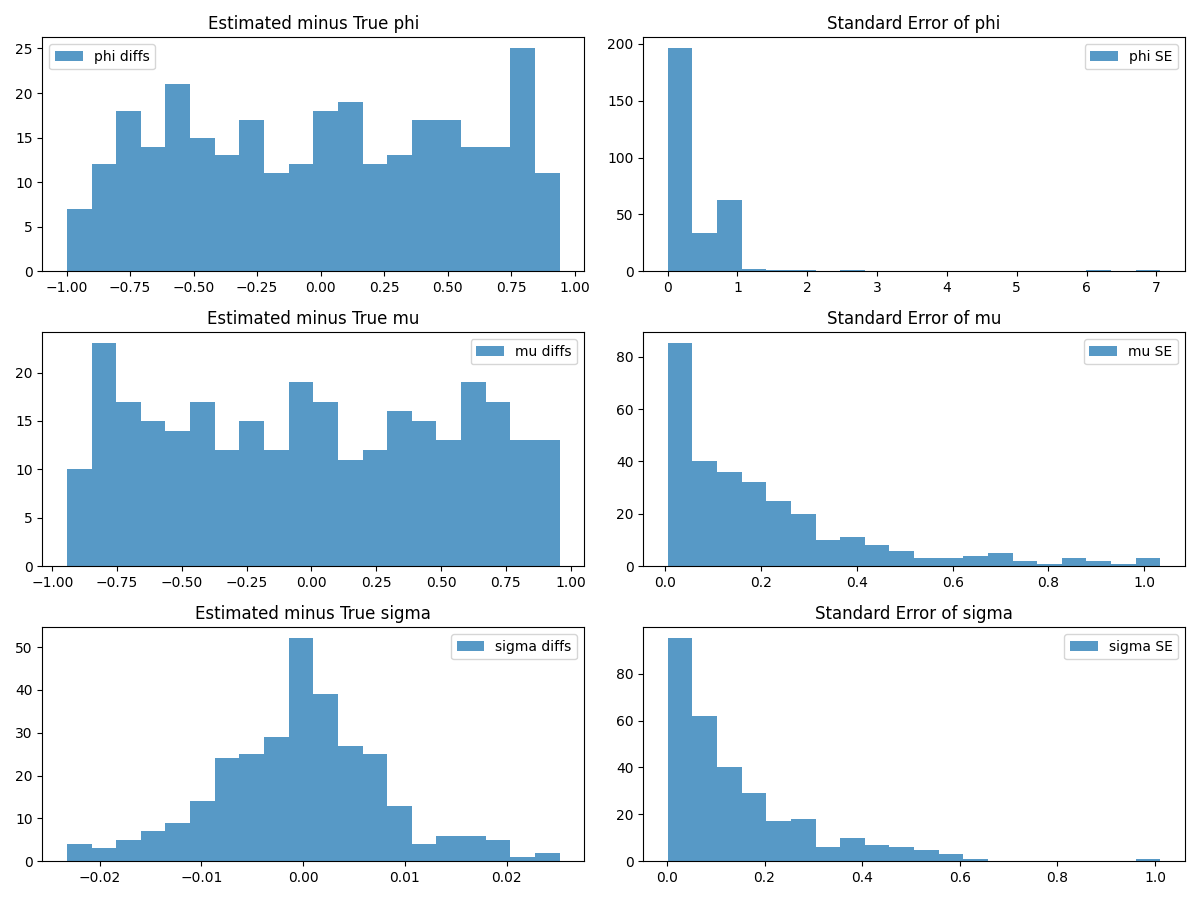 Estimated minus True phi
25
20
15
10
5
0
phi diffs
−1.00 −0.75 −0.50 −0.25 0.00 0.25 0.50 0.75 1.00
Standard Error of phi
200
150
100
50
0
phi SE
0 1 2 3 4 5 6 7
Estimated minus True mu
20
15
10
5
0
mu diffs
−1.00 −0.75 −0.50 −0.25 0.00 0.25 0.50 0.75 1.00
Standard Error of mu
80
60
40
20
0
mu SE
0.0 0.2 0.4 0.6 0.8 1.0
Estimated minus True sigma
50
40
30
20
10
0
sigma diffs
−0.02 −0.01 0.00 0.01 0.02
Standard Error of sigma
80
60
40
20
0
sigma SE
0.0 0.2 0.4 0.6 0.8 1.0